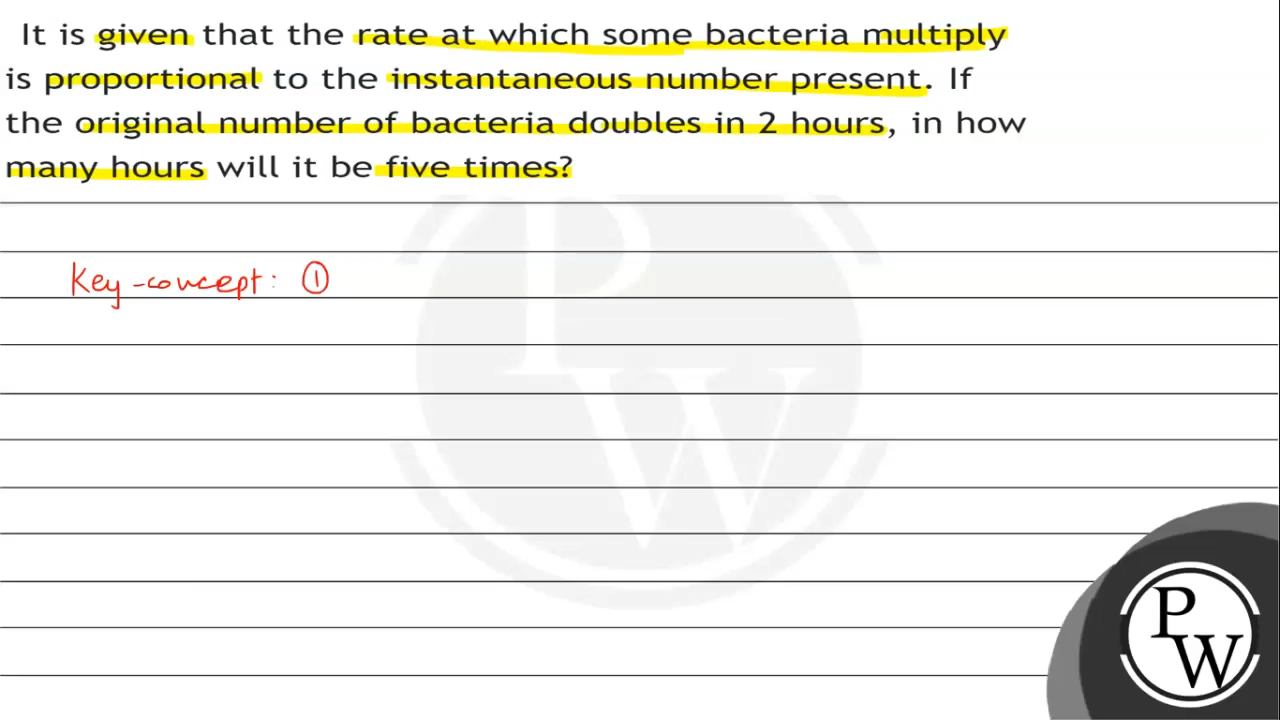 It is given that the rate at which some bacteria multiply
is proportional to the instantaneous number present. If
the original number of bacteria doubles in 2 hours, in how
many hours will it be five times?
Key-concept: ①
P
W
P
W